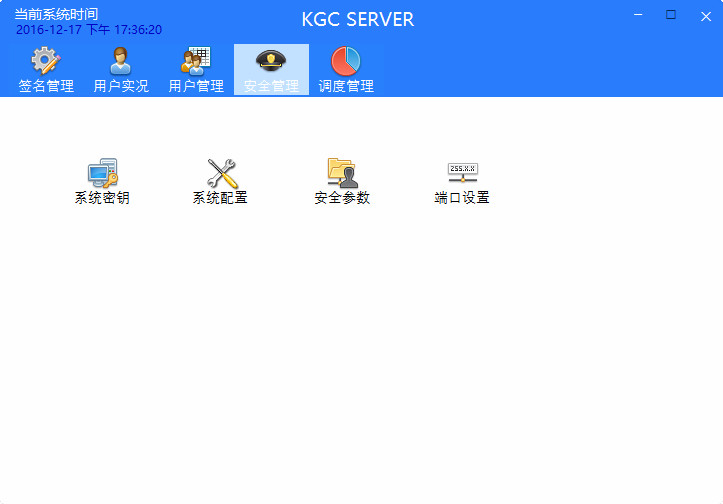 当前系统时间
KGC SERVER
2016-12-17 下午 17:36:20
签名管理 用户实况 用户管理 安全管理 调度管理
255.X.X
系统密钥 系统配置 安全参数 端口设置